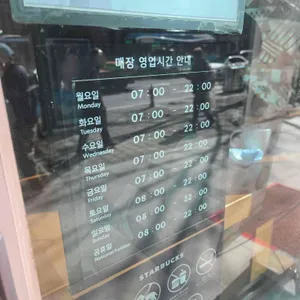 매장 영업시간 안내
월요일 07 : 00 - 22 : 00
Monday
화요일 07 : 00 - 22 : 00
Tuesday
수요일 07 : 00 - 22 : 00
Wednesday
목요일 07 : 00 - 22 : 00
Thursday
금요일 07 : 00 - 22 : 00
Friday
토요일 08 : 00 - 22 : 00
Saturday
일요일 08 : 00 - 22 : 00
Sunday
공휴일 08 : 00 - 22 : 00
National holiday
STARBUCKS